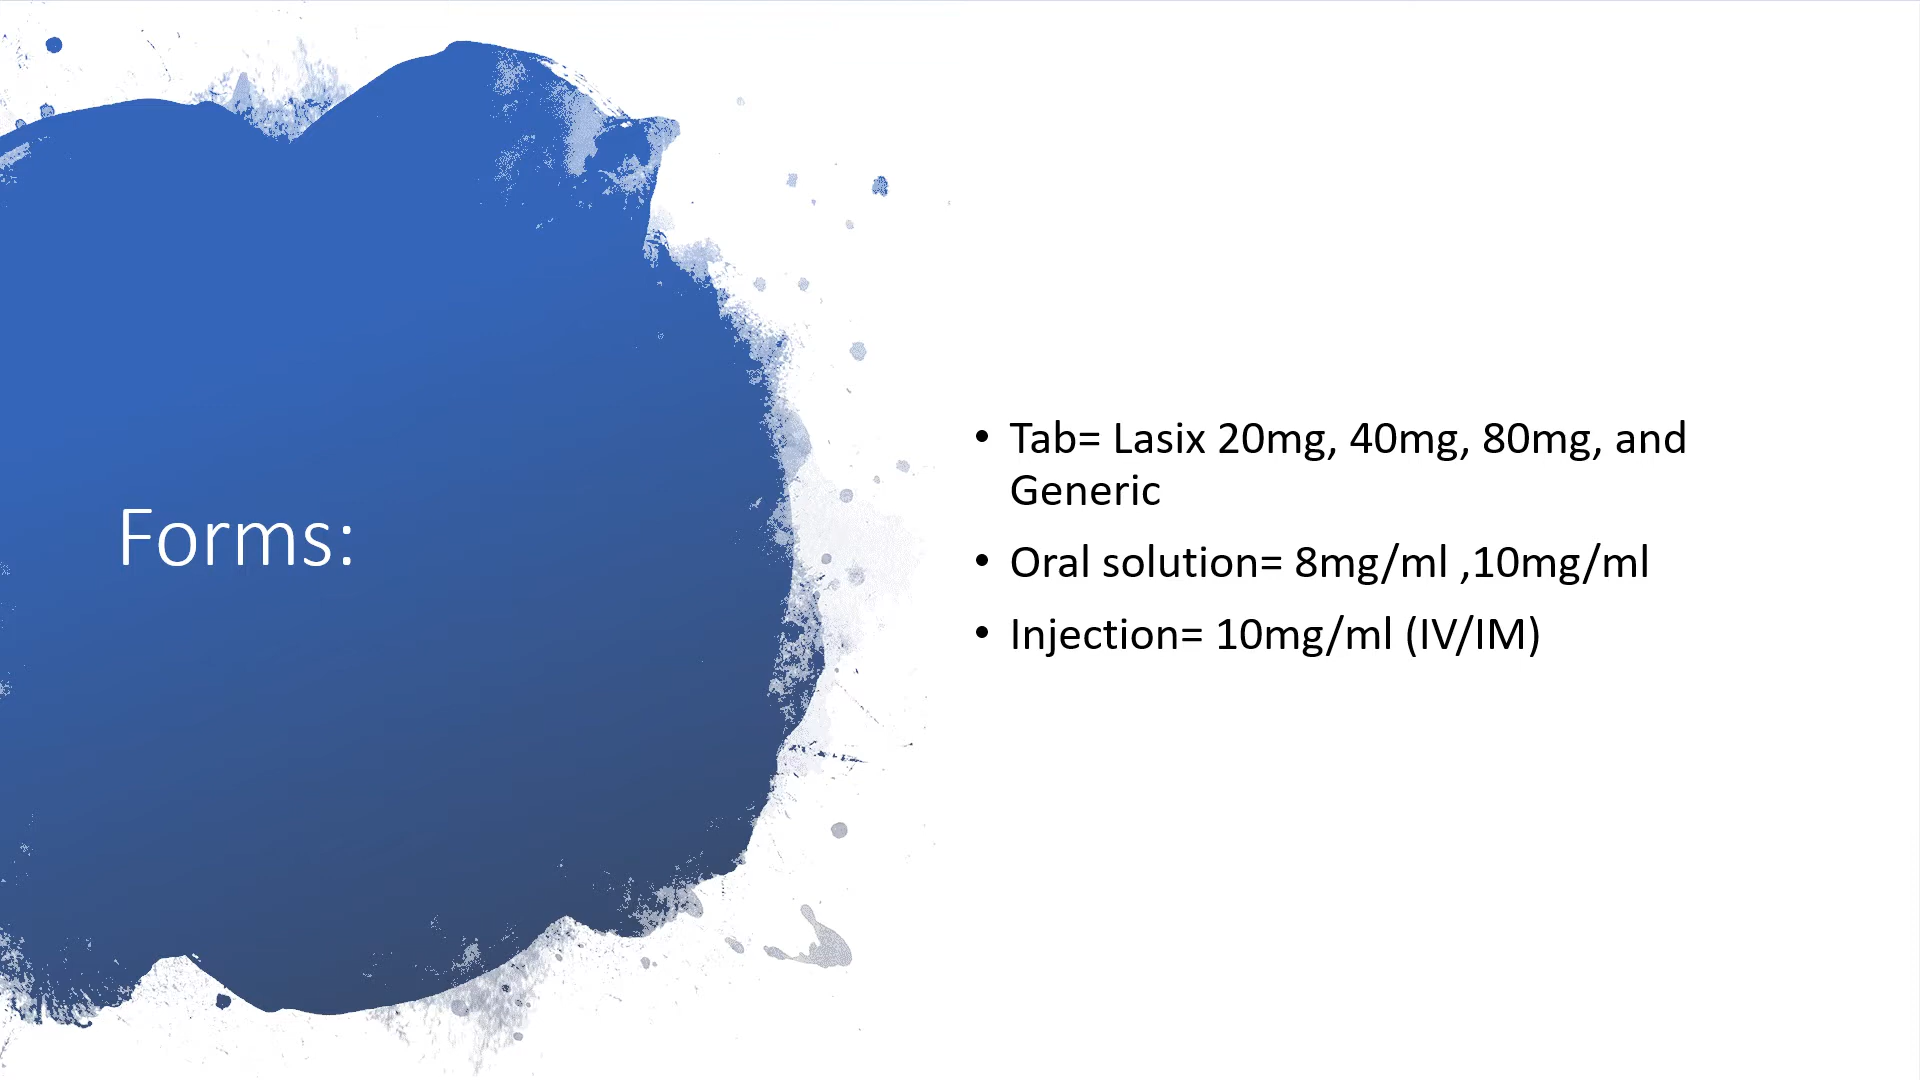 Forms:
• Tab= Lasix 20mg, 40mg, 80mg, and
Generic
• Oral solution= 8mg/ml ,10mg/ml
• Injection= 10mg/ml (IV/IM)